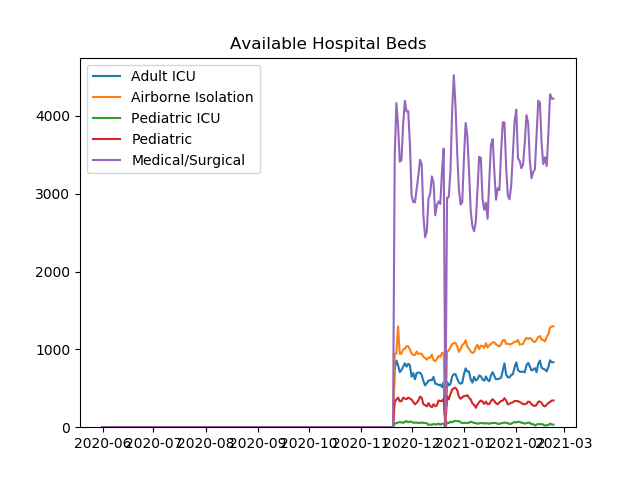 Available Hospital Beds
Adult ICU
Airborne Isolation
Pediatric ICU
Pediatric
Medical/Surgical
4000
3000
2000
1000
0
2020-06 2020-07 2020-08 2020-09 2020-10 2020-11 2020-12 2021-01 2021-02 2021-03